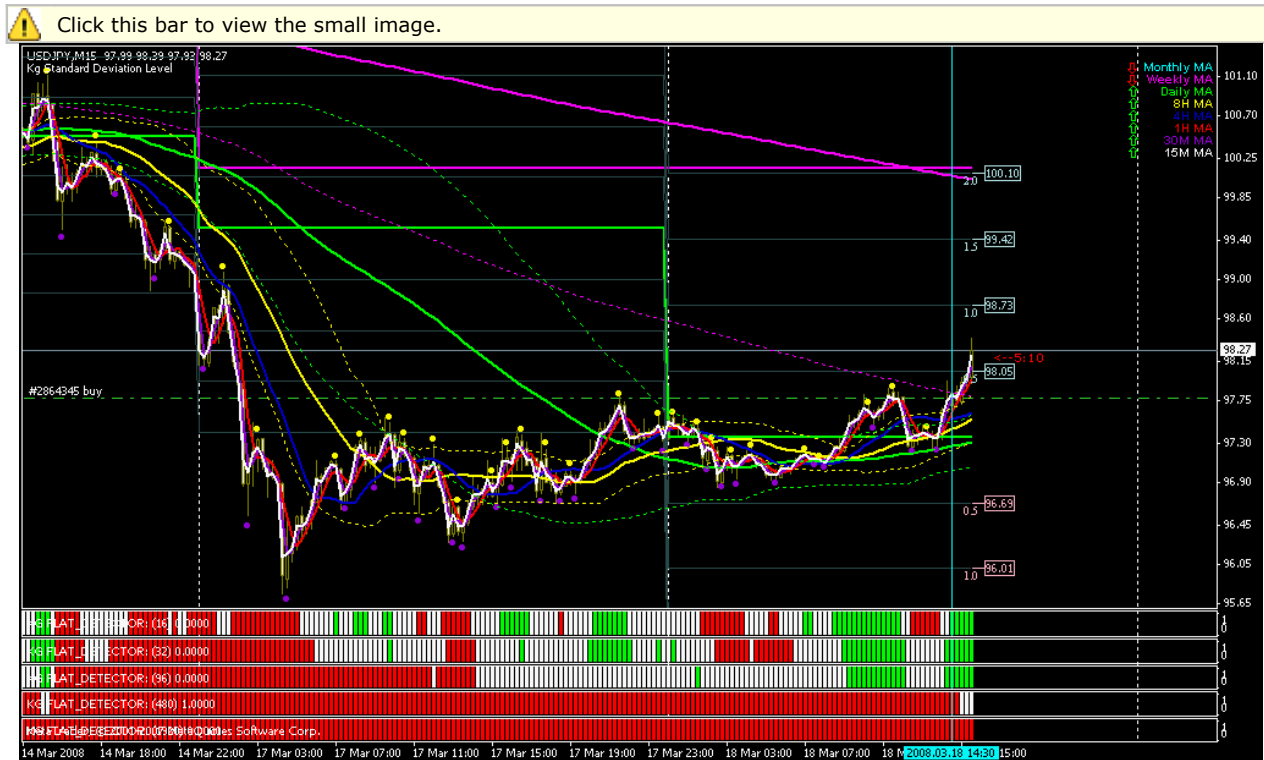 Click this bar to view the small image.
USDJPY,M15 97.99 98.39 97.93 98.27
Kg Standard Deviation Level
Monthly MA
Weekly MA
Daily MA
8H MA
4H MA
1H MA
30M MA
15M MA
101.10
100.70
100.25
99.85
99.40
99.00
98.60
98.27
98.15
97.75
97.30
96.90
96.45
96.05
95.65
2.0 100.10
1.5 99.42
1.0 98.73
<--5:10
98.05
#2864345 buy
0.5 96.69
1.0 96.01
KG FLAT_DETECTOR: (16) 0.0000
KG FLAT_DETECTOR: (32) 0.0000
KG FLAT_DETECTOR: (96) 0.0000
KG FLAT_DETECTOR: (480) 1.0000
Software Corp.
14 Mar 2008 14 Mar 18:00 14 Mar 22:00 17 Mar 03:00 17 Mar 07:00 17 Mar 11:00 17 Mar 15:00 17 Mar 19:00 17 Mar 23:00 18 Mar 03:00 18 Mar 07:00 18 M 2008.03.18 14:30 15:00